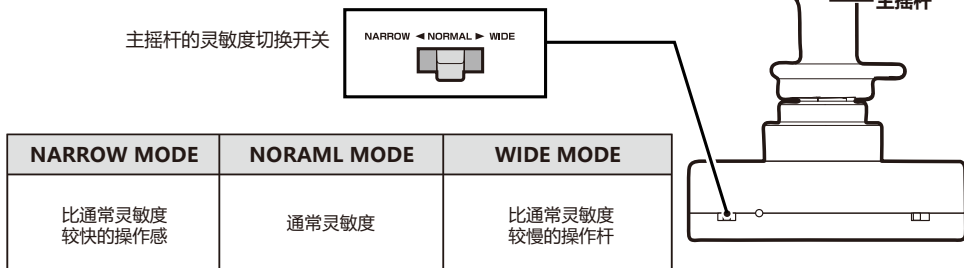 主摇杆
主摇杆的灵敏度切换开关
NARROW ◄ NORMAL ► WIDE
NARROW MODE
NORAML MODE
WIDE MODE
比通常灵敏度
较快的操作感
通常灵敏度
比通常灵敏度
较慢的操作杆